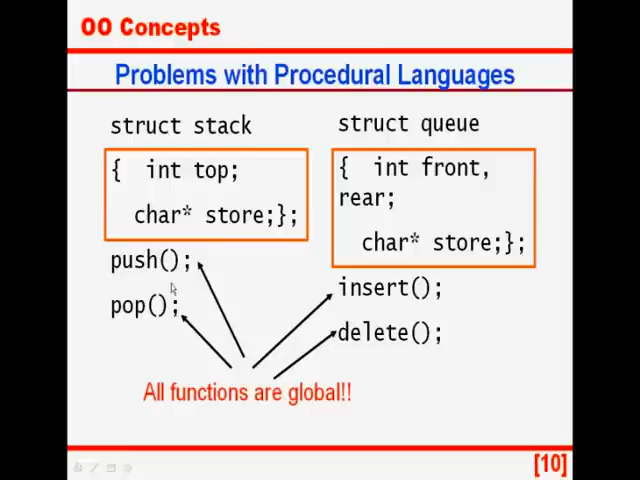 OO Concepts
Problems with Procedural Languages
struct stack
{ int top;
char* store;};
push();
pop();
struct queue
{ int front,
rear;
char* store;};
insert();
delete();
All functions are global!!
[10]